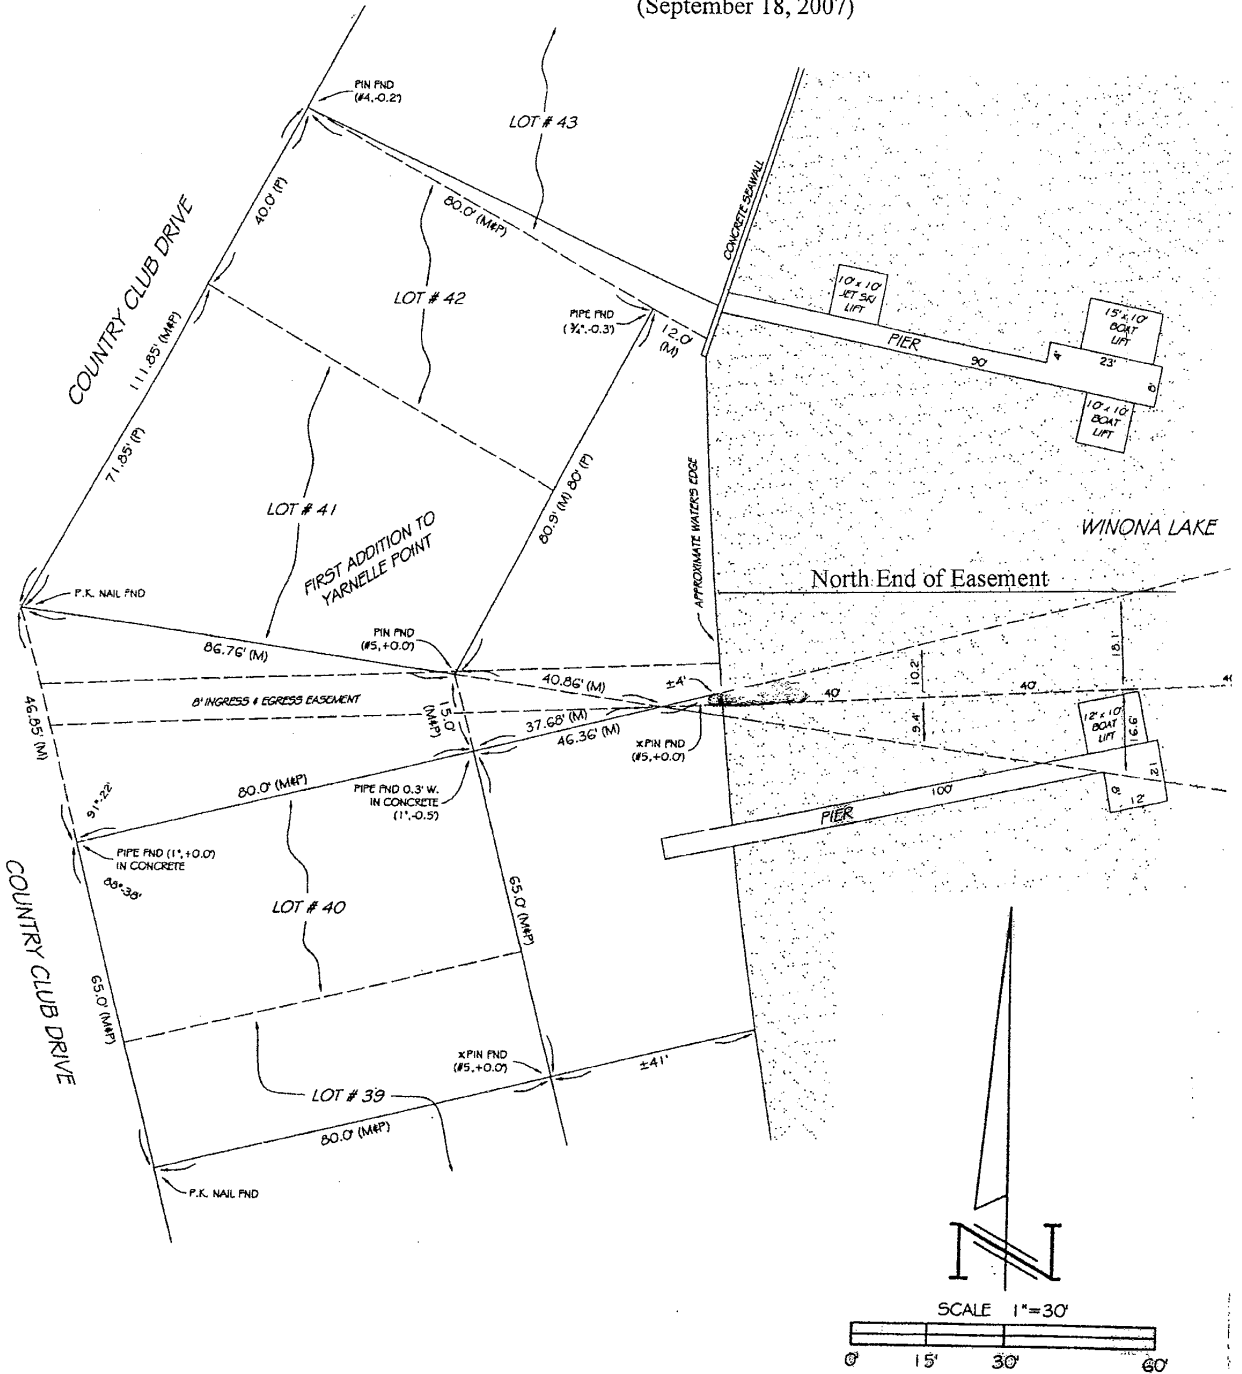 (September 18, 2007)
PIN FND
(#4,-0.2')
LOT # 43
COUNTRY CLUB DRIVE
40.0' (P)
80.0' (M&P)
CONCRETE SEAWALL
LOT # 42
10' x 10'
JET SKI
LIFT
15' x 10'
BOAT
LIFT
PIPE FND
(¾",-0.3')
12.0'
(M)
PIER
90'
4'
23'
8'
111.85' (M&P)
10' x 10'
BOAT
LIFT
71.85' (P)
LOT # 41
80.9' (M) 80' (P)
APPROXIMATE WATER'S EDGE
WINONA LAKE
FIRST ADDITION TO
YARNELLE POINT
North End of Easement
P.K. NAIL FND
PIN FND
(#5,+0.0')
86.76' (M)
40.86' (M)
±4'
10.2'
18.1'
40'
40'
8' INGRESS & EGRESS EASEMENT
15.0'
(M&P)
37.68' (M)
46.36' (M)
46.85' (M)
xPIN FND
(#5,+0.0')
9.4'
12' x 10'
BOAT
LIFT
16.6'
80.0' (M&P)
PIPE FND 0.3' W.
IN CONCRETE
(1",-0.5')
91°-22'
100'
PIER
12'
8'
12'
PIPE FND (1",+0.0')
IN CONCRETE
88°-38'
LOT # 40
65.0' (M&P)
COUNTRY CLUB DRIVE
65.0' (M&P)
xPIN FND
(#5,+0.0')
±41'
LOT # 39
80.0' (M&P)
P.K. NAIL FND
N
SCALE 1"=30'
0' 15' 30' 60'